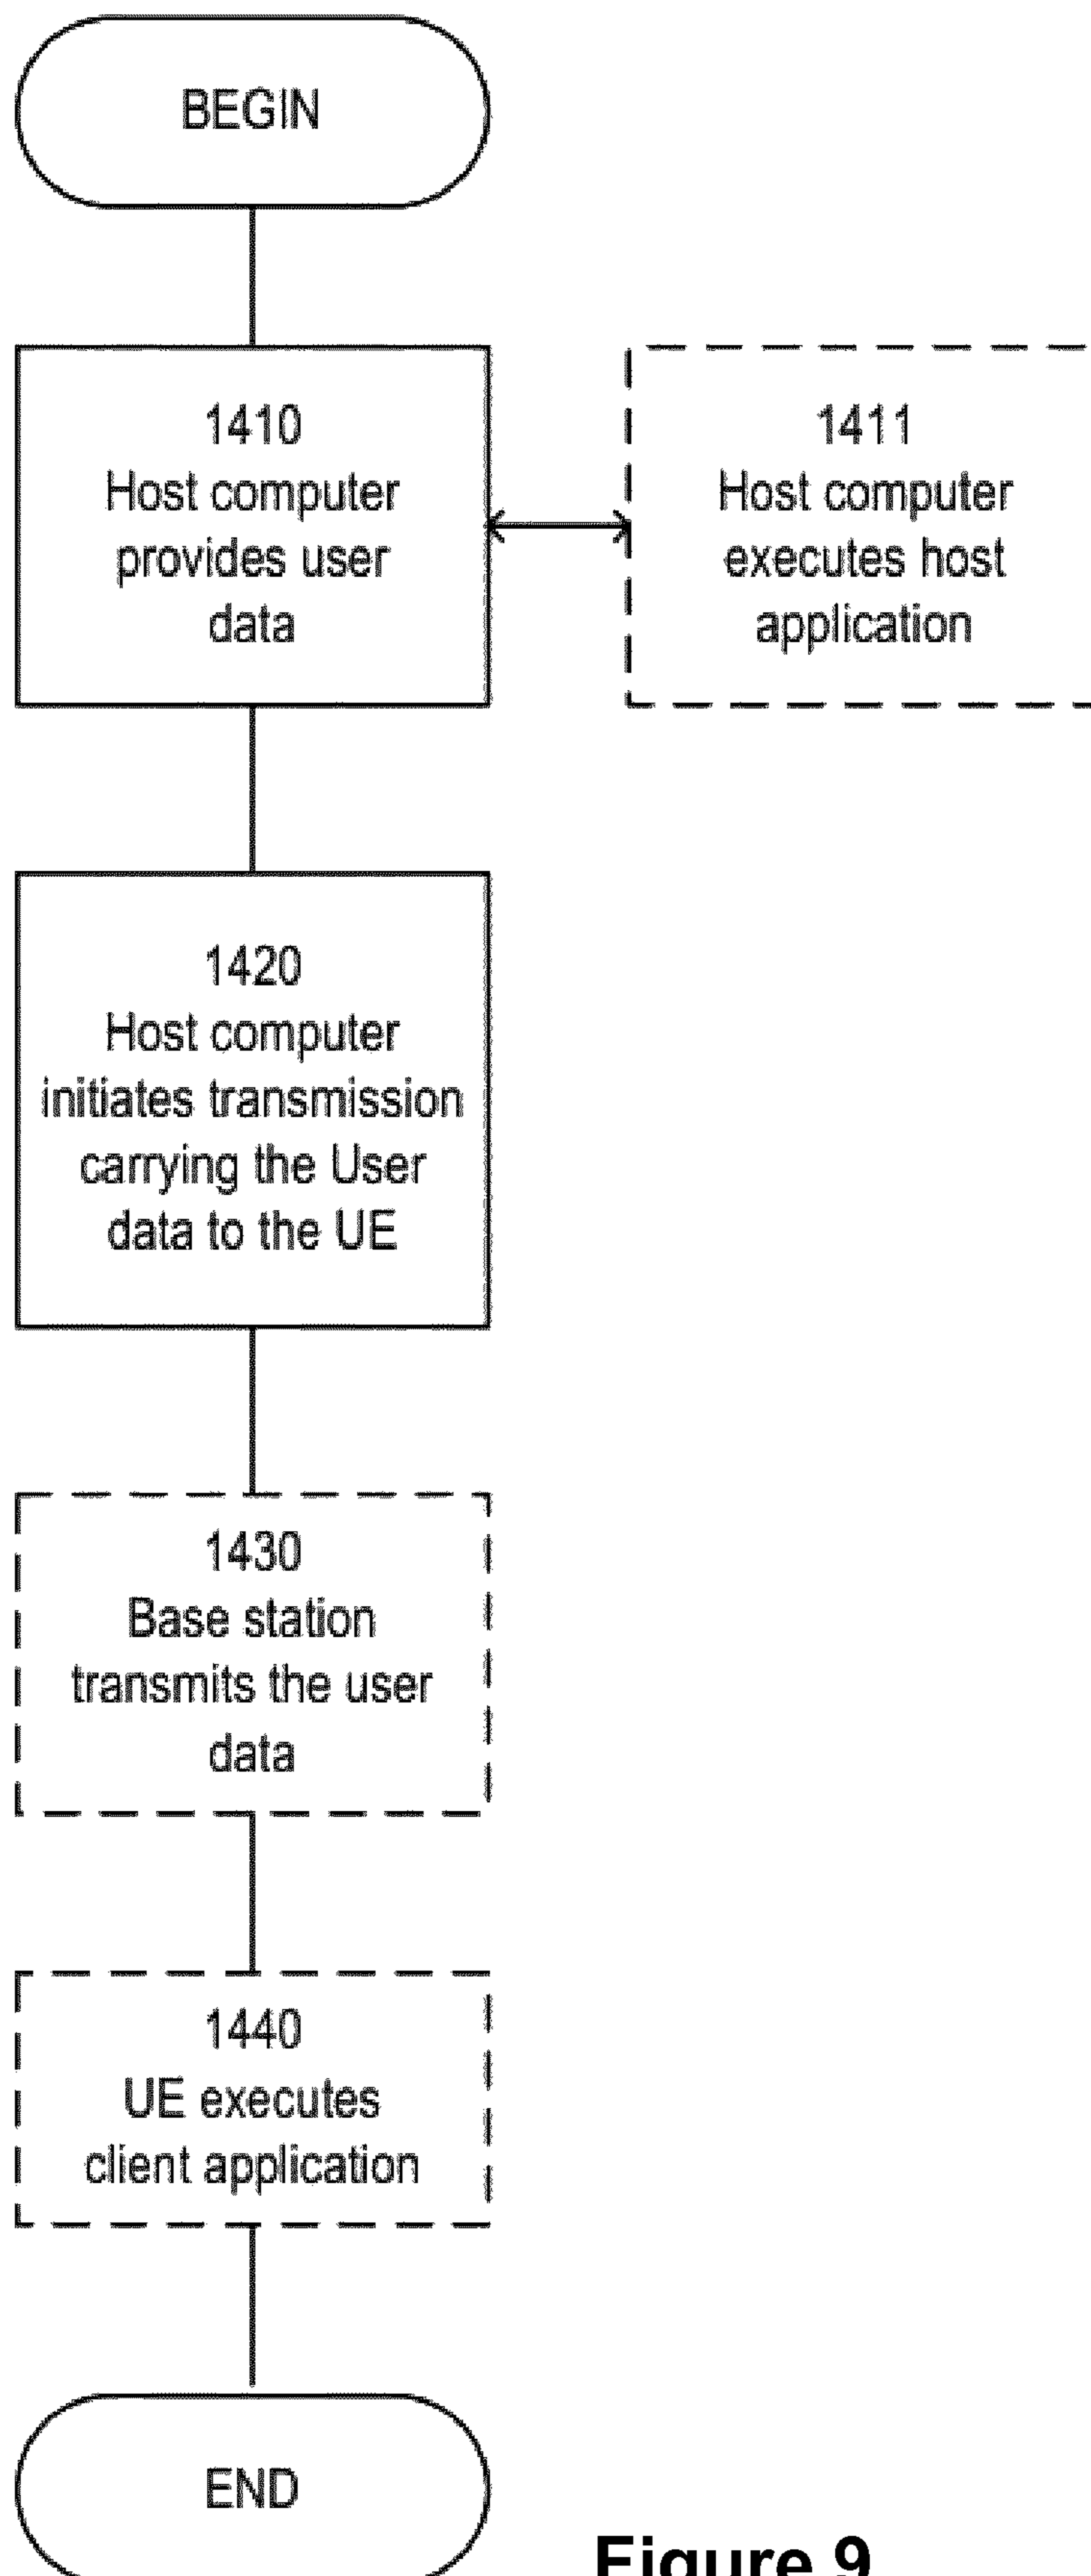 BEGIN
1410
Host computer
provides user
data
1411
Host computer
executes host
application
1420
Host computer
initiates transmission
carrying the User
data to the UE
1430
Base station
transmits the user
data
1440
UE executes
client application
END
Figure 9